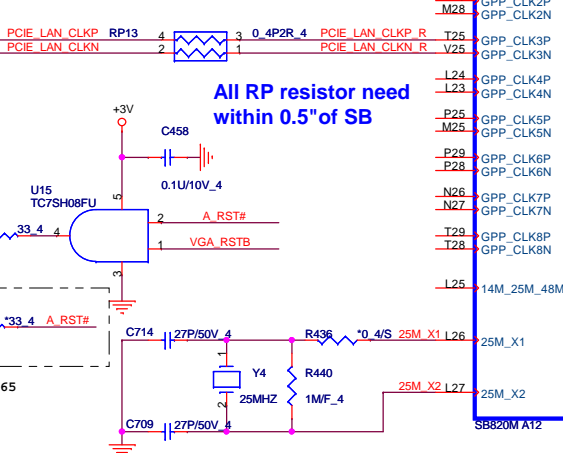 M28 GPP_CLK2P
GPP_CLK2N
PCIE_LAN_CLKP RP13 4 3 0_4P2R_4 PCIE_LAN_CLKP_R T25 GPP_CLK3P
PCIE_LAN_CLKN 2 1 PCIE_LAN_CLKN_R V25 GPP_CLK3N
L24 GPP_CLK4P
L23 GPP_CLK4N
All RP resistor need
within 0.5"of SB
+3V
P25 GPP_CLK5P
M25 GPP_CLK5N
C458
P29 GPP_CLK6P
P28 GPP_CLK6N
0.1U/10V_4
U15
TC7SH08FU
5
N26 GPP_CLK7P
N27 GPP_CLK7N
2 A_RST#
33_4 4
1 VGA_RSTB
T29 GPP_CLK8P
T28 GPP_CLK8N
3
L25 14M_25M_48M
*33_4 A_RST#
C714 27P/50V_4 R436 *0_4/S 25M_X1 L26 25M_X1
1
Y4 R440
25MHZ 1M/F_4
2
65
25M_X2 L27 25M_X2
C709 27P/50V_4
SB820M A12